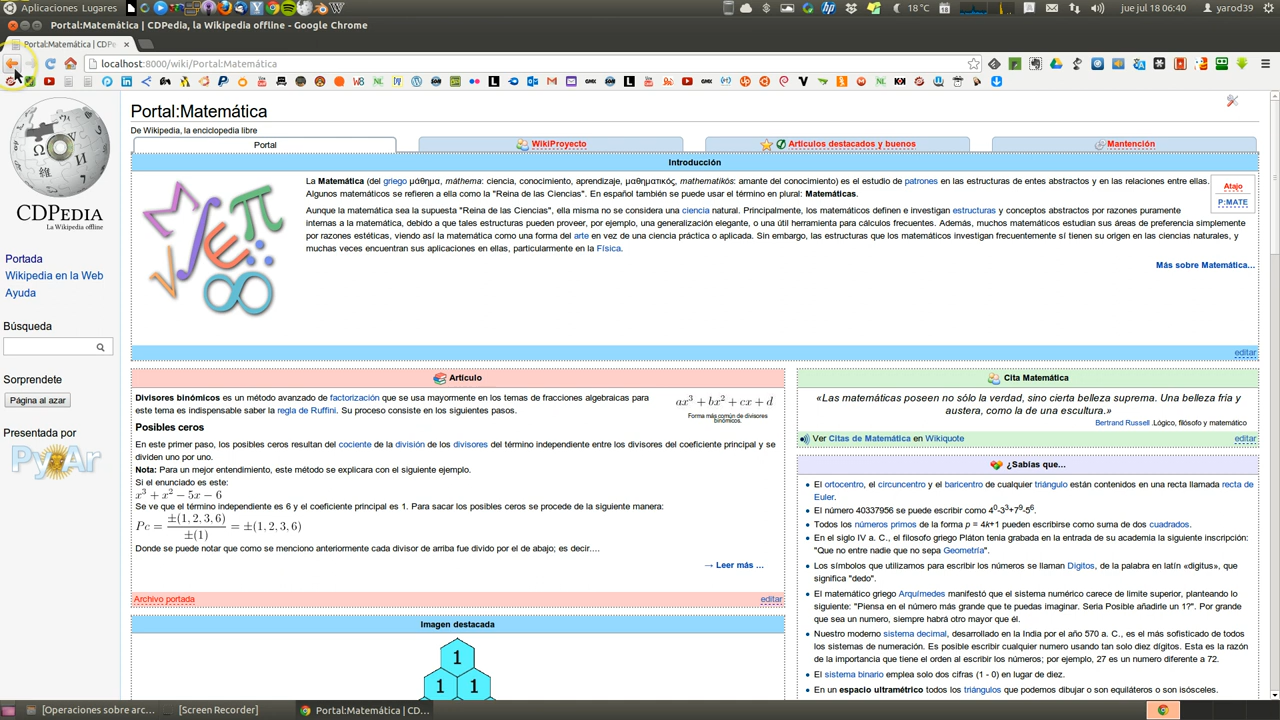 Aplicaciones Lugares
18 °C
jue jul 18 06:40
yarod39
Portal:Matemática | CDPedia, la Wikipedia offline - Google Chrome
Portal:Matemática | CDPe
localhost:8000/wiki/Portal:Matemática
CDPEDIA
La Wikipedia offline
Portada
Wikipedia en la Web
Ayuda
Búsqueda
Sorprendete
Página al azar
Presentada por
PyAr
Portal:Matemática
De Wikipedia, la enciclopedia libre
Portal
WikiProyecto
Artículos destacados y buenos
Mantención
Introducción
La Matemática (del griego μάθημα, máthema: ciencia, conocimiento, aprendizaje, μαθηματικός, mathematikós: amante del conocimiento) es el estudio de patrones en las estructuras de entes abstractos y en las relaciones entre ellas.
Algunos matemáticos se refieren a ella como la "Reina de las Ciencias". En español también se puede usar el término en plural: Matemáticas.
Atajo
P:MATE
Aunque la matemática sea la supuesta "Reina de las Ciencias", ella misma no se considera una ciencia natural. Principalmente, los matemáticos definen e investigan estructuras y conceptos abstractos por razones puramente
internas a la matemática, debido a que tales estructuras pueden proveer, por ejemplo, una generalización elegante, o una útil herramienta para cálculos frecuentes. Además, muchos matemáticos estudian sus áreas de preferencia simplemente
por razones estéticas, viendo así la matemática como una forma del arte en vez de una ciencia práctica o aplicada. Sin embargo, las estructuras que los matemáticos investigan frecuentemente sí tienen su origen en las ciencias naturales, y
muchas veces encuentran sus aplicaciones en ellas, particularmente en la Física.
Más sobre Matemática...
editar
Artículo
Divisores binómicos es un método avanzado de factorización que se usa mayormente en los temas de fracciones algebraicas para
este tema es indispensable saber la regla de Ruffini. Su proceso consiste en los siguientes pasos.
ax³ + bx² + cx + d
Forma más común de divisores
binómicos.
Posibles ceros
En este primer paso, los posibles ceros resultan del cociente de la división de los divisores del término independiente entre los divisores del coeficiente principal y se
dividen uno por uno.
Nota: Para un mejor entendimiento, este método se explicara con el siguiente ejemplo.
Si el enunciado es este:
x³ + x² − 5x − 6
Se ve que el término independiente es 6 y el coeficiente principal es 1. Para sacar los posibles ceros se procede de la siguiente manera:
Pc = ±(1, 2, 3, 6) / ±(1) = ±(1, 2, 3, 6)
Donde se puede notar que como se menciono anteriormente cada divisor de arriba fue divido por el de abajo; es decir....
→ Leer más ...
Archivo portada
editar
Imagen destacada
1
1 1
Cita Matemática
«Las matemáticas poseen no sólo la verdad, sino cierta belleza suprema. Una belleza fría y
austera, como la de una escultura.»
Bertrand Russell .Lógico, filósofo y matemático
Ver Citas de Matemática en Wikiquote
editar
¿Sabías que...
El ortocentro, el circuncentro y el baricentro de cualquier triángulo están contenidos en una recta llamada recta de
Euler.
El número 40337956 se puede escribir como 4⁰-3³+7⁹-5⁶.
Todos los números primos de la forma p = 4k+1 pueden escribirse como suma de dos cuadrados.
En el siglo IV a. C., el filosofo griego Pláton tenia grabada en la entrada de su academia la siguiente inscripción:
"Que no entre nadie que no sepa Geometría".
Los símbolos que utilizamos para escribir los números se llaman Dígitos, de la palabra en latín «digitus», que
significa "dedo".
El matemático griego Arquímedes manifestó que el sistema numérico carece de limite superior, planteando lo
siguiente: "Piensa en el número más grande que te puedas imaginar. Seria Posible añadirle un 1?". Por grande
que sea un numero, siempre habrá otro mayor que él.
Nuestro moderno sistema decimal, desarrollado en la India por el año 570 a. C., es el más sofisticado de todos
los sistemas de numeración. Es posible escribir cualquier numero usando tan solo diez dígitos. Esta es la razón
de la importancia que tiene el orden al escribir los números; por ejemplo, 27 es un numero diferente a 72.
El sistema binario emplea solo dos cifras (1 - 0) en lugar de diez.
En un espacio ultramétrico todos los triángulos que podemos dibujar o son equiláteros o son isósceles.
[Operaciones sobre arc...
[Screen Recorder]
Portal:Matemática | CD...